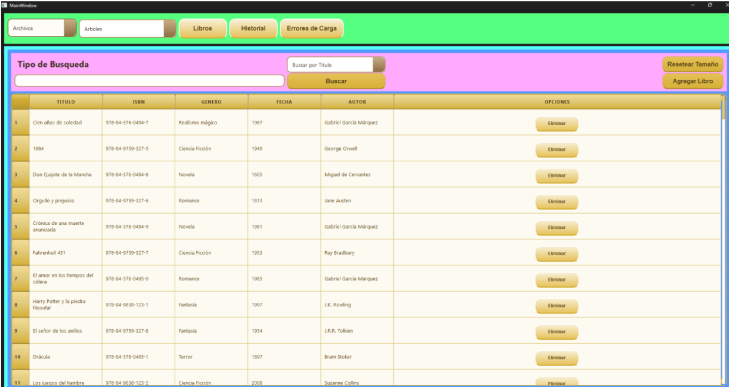 MainWindow
Archivos Arboles Libros Historial Errores de Carga
Tipo de Busqueda Buscar por Titulo Resetear Tamaño
Buscar Agregar Libro
TITULO ISBN GENERO FECHA AUTOR OPCIONES
1 Cien años de soledad 978-84-376-0494-7 Realismo mágico 1967 Gabriel García Márquez Eliminar
2 1984 978-84-9759-327-5 Ciencia Ficción 1949 George Orwell Eliminar
3 Don Quijote de la Mancha 978-84-376-0494-8 Novela 1605 Miguel de Cervantes Eliminar
4 Orgullo y prejuicio 978-84-9759-327-6 Romance 1813 Jane Austen Eliminar
5 Crónica de una muerte anunciada 978-84-376-0494-9 Novela 1981 Gabriel García Márquez Eliminar
6 Fahrenheit 451 978-84-9759-327-7 Ciencia Ficción 1953 Ray Bradbury Eliminar
7 El amor en los tiempos del cólera 978-84-376-0495-0 Romance 1985 Gabriel García Márquez Eliminar
8 Harry Potter y la piedra filosofal 978-84-9838-123-1 Fantasía 1997 J.K. Rowling Eliminar
9 El señor de los anillos 978-84-9759-327-8 Fantasía 1954 J.R.R. Tolkien Eliminar
10 Drácula 978-84-376-0495-1 Terror 1897 Bram Stoker Eliminar
11 Los juegos del hambre 978-84-9838-123-2 Ciencia Ficción 2008 Suzanne Collins Eliminar